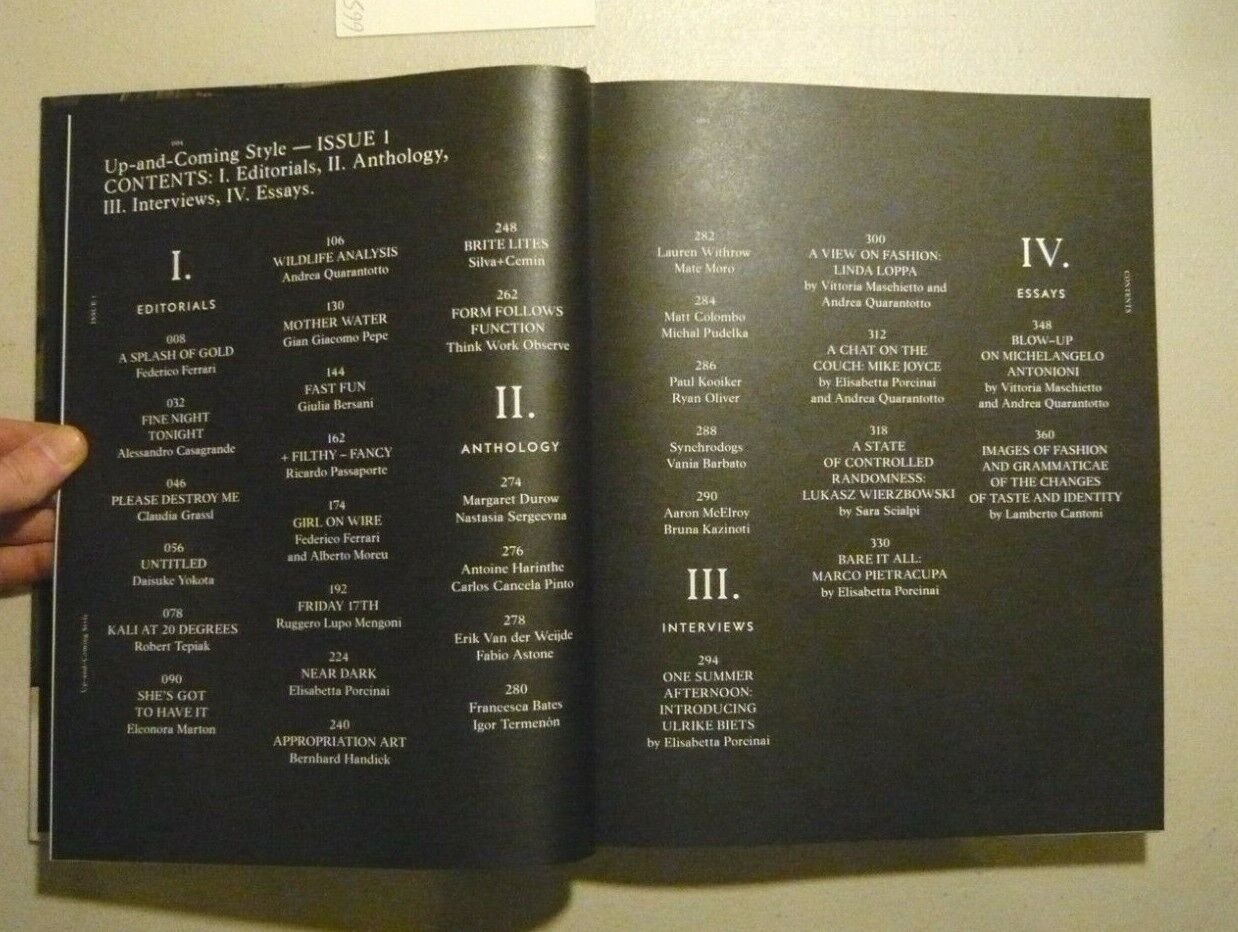 665
004
Up-and-Coming Style — ISSUE 1
CONTENTS: I. Editorials, II. Anthology,
III. Interviews, IV. Essays.
ISSUE 1
Up-and-Coming Style
I.
EDITORIALS
008
A SPLASH OF GOLD
Federico Ferrari
032
FINE NIGHT
TONIGHT
Alessandro Casagrande
046
PLEASE DESTROY ME
Claudia Grassl
056
UNTITLED
Daisuke Yokota
078
KALI AT 20 DEGREES
Robert Tepiak
090
SHE'S GOT
TO HAVE IT
Eleonora Marton
106
WILDLIFE ANALYSIS
Andrea Quarantotto
130
MOTHER WATER
Gian Giacomo Pepe
144
FAST FUN
Giulia Bersani
162
+ FILTHY – FANCY
Ricardo Passaporte
174
GIRL ON WIRE
Federico Ferrari
and Alberto Moreu
192
FRIDAY 17TH
Ruggero Lupo Mengoni
224
NEAR DARK
Elisabetta Porcinai
240
APPROPRIATION ART
Bernhard Handick
248
BRITE LITES
Silva+Cemin
262
FORM FOLLOWS
FUNCTION
Think Work Observe
II.
ANTHOLOGY
274
Margaret Durow
Nastasia Sergeevna
276
Antoine Harinthe
Carlos Cancela Pinto
278
Erik Van der Weijde
Fabio Astone
280
Francesca Bates
Igor Termenón
282
Lauren Withrow
Mate Moro
284
Matt Colombo
Michal Pudelka
286
Paul Kooiker
Ryan Oliver
288
Synchrodogs
Vania Barbato
290
Aaron McElroy
Bruna Kazinoti
III.
INTERVIEWS
294
ONE SUMMER
AFTERNOON:
INTRODUCING
ULRIKE BIETS
by Elisabetta Porcinai
300
A VIEW ON FASHION:
LINDA LOPPA
by Vittoria Maschietto and
Andrea Quarantotto
312
A CHAT ON THE
COUCH: MIKE JOYCE
by Elisabetta Porcinai
and Andrea Quarantotto
318
A STATE
OF CONTROLLED
RANDOMNESS:
LUKASZ WIERZBOWSKI
by Sara Scialpi
330
BARE IT ALL:
MARCO PIETRACUPA
by Elisabetta Porcinai
IV.
ESSAYS
348
BLOW-UP
ON MICHELANGELO
ANTONIONI
by Vittoria Maschietto
and Andrea Quarantotto
360
IMAGES OF FASHION
AND GRAMMATICAE
OF THE CHANGES
OF TASTE AND IDENTITY
by Lamberto Cantoni
CONTENTS